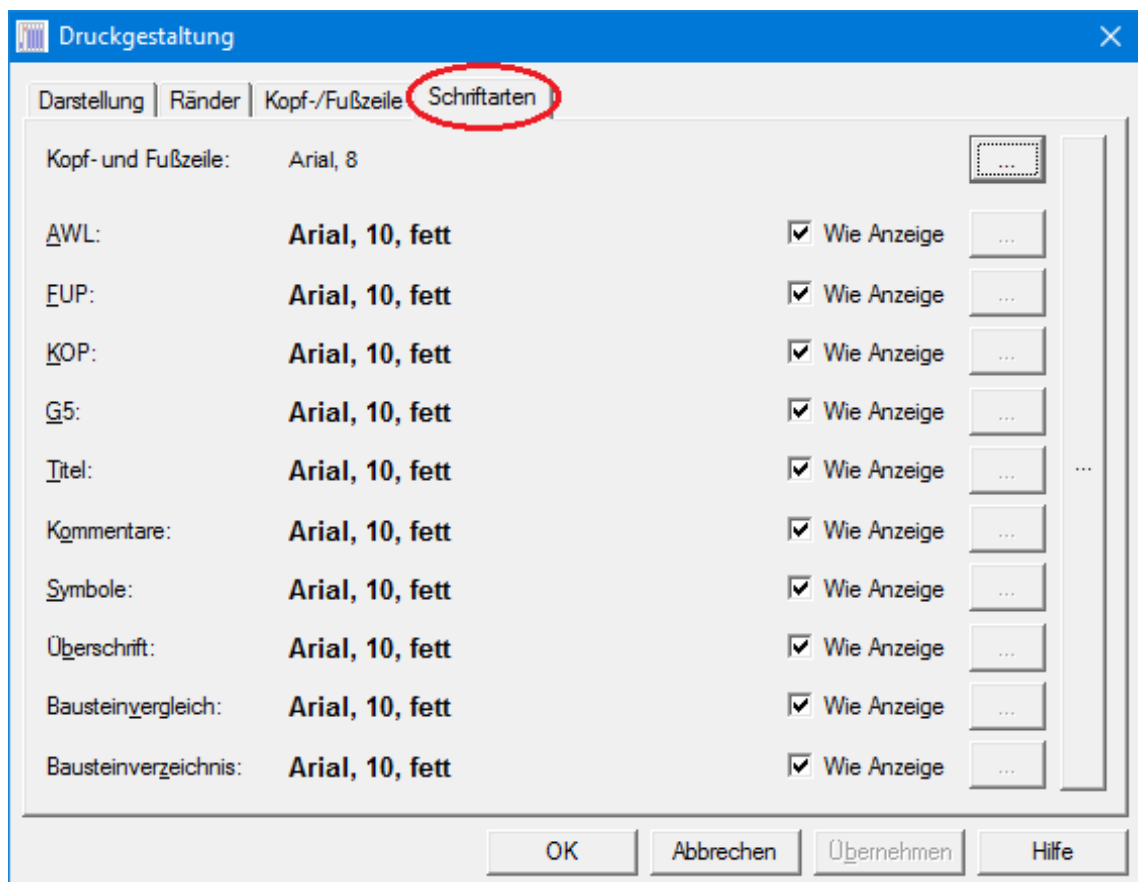 Druckgestaltung
Darstellung Ränder Kopf-/Fußzeile Schriftarten
Kopf- und Fußzeile: Arial, 8 ...
AWL: Arial, 10, fett Wie Anzeige ...
FUP: Arial, 10, fett Wie Anzeige ...
KOP: Arial, 10, fett Wie Anzeige ...
G5: Arial, 10, fett Wie Anzeige ...
Titel: Arial, 10, fett Wie Anzeige ... ...
Kommentare: Arial, 10, fett Wie Anzeige ...
Symbole: Arial, 10, fett Wie Anzeige ...
Überschrift: Arial, 10, fett Wie Anzeige ...
Bausteinvergleich: Arial, 10, fett Wie Anzeige ...
Bausteinverzeichnis: Arial, 10, fett Wie Anzeige ...
OK Abbrechen Übernehmen Hilfe